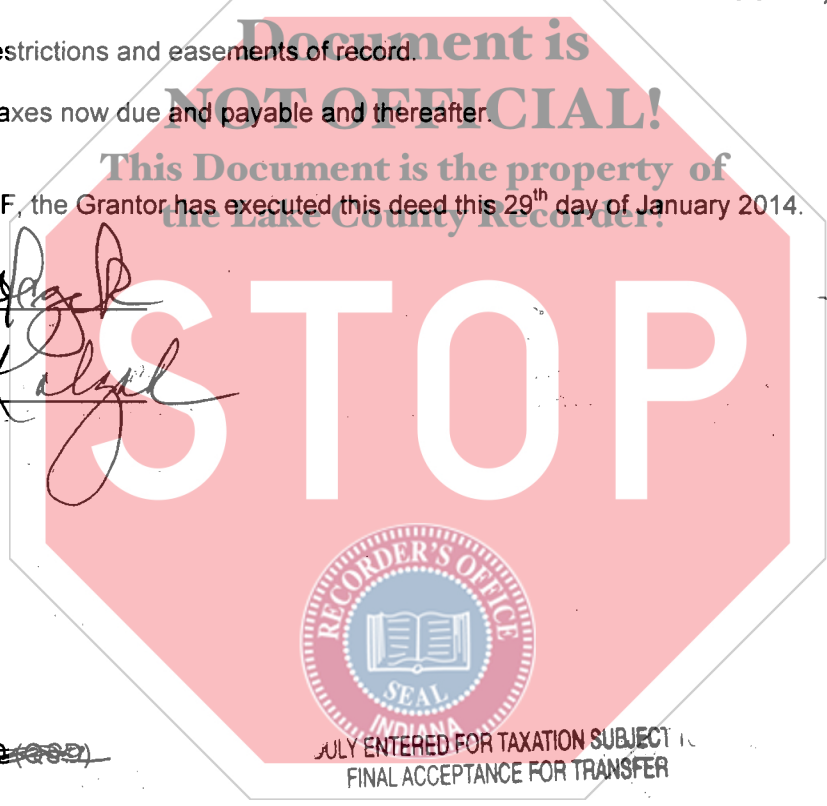 Document is
estrictions and easements of record.
NOT OFFICIAL!
axes now due and payable and thereafter.
This Document is the property of
F, the Grantor has executed this deed this 29th day of January 2014.
the Lake County Recorder!
STOP
RECORDER'S OFFICE
SEAL
INDIANA
ULY ENTERED FOR TAXATION SUBJECT
FINAL ACCEPTANCE FOR TRANSFER